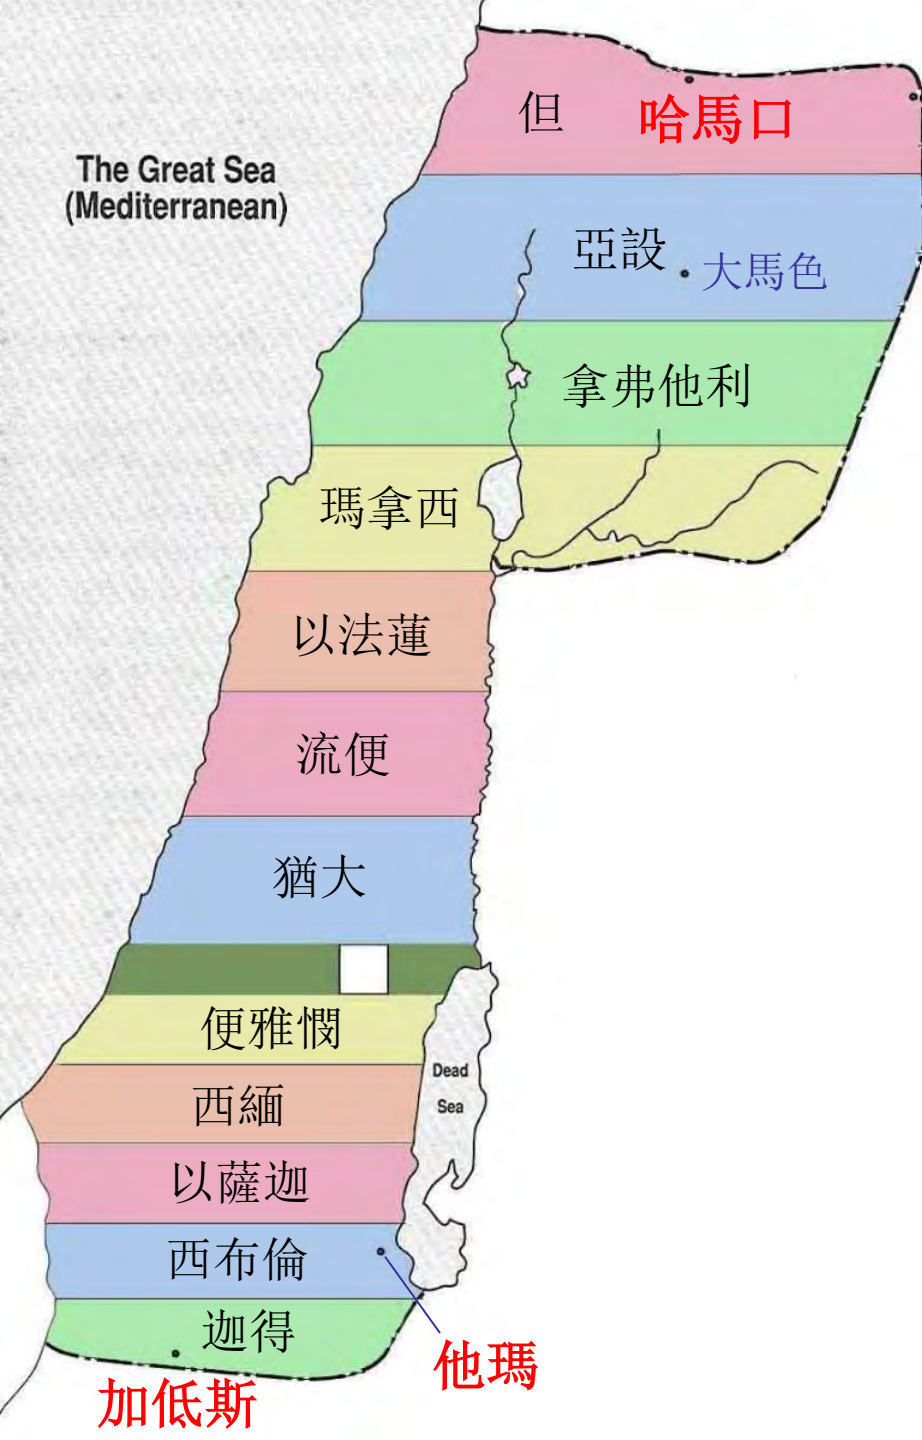 但
哈馬口
The Great Sea
(Mediterranean)
亞設
大馬色
拿弗他利
瑪拿西
以法蓮
流便
猶大
便雅憫
Dead
Sea
西緬
以薩迦
西布倫
迦得
他瑪
加低斯